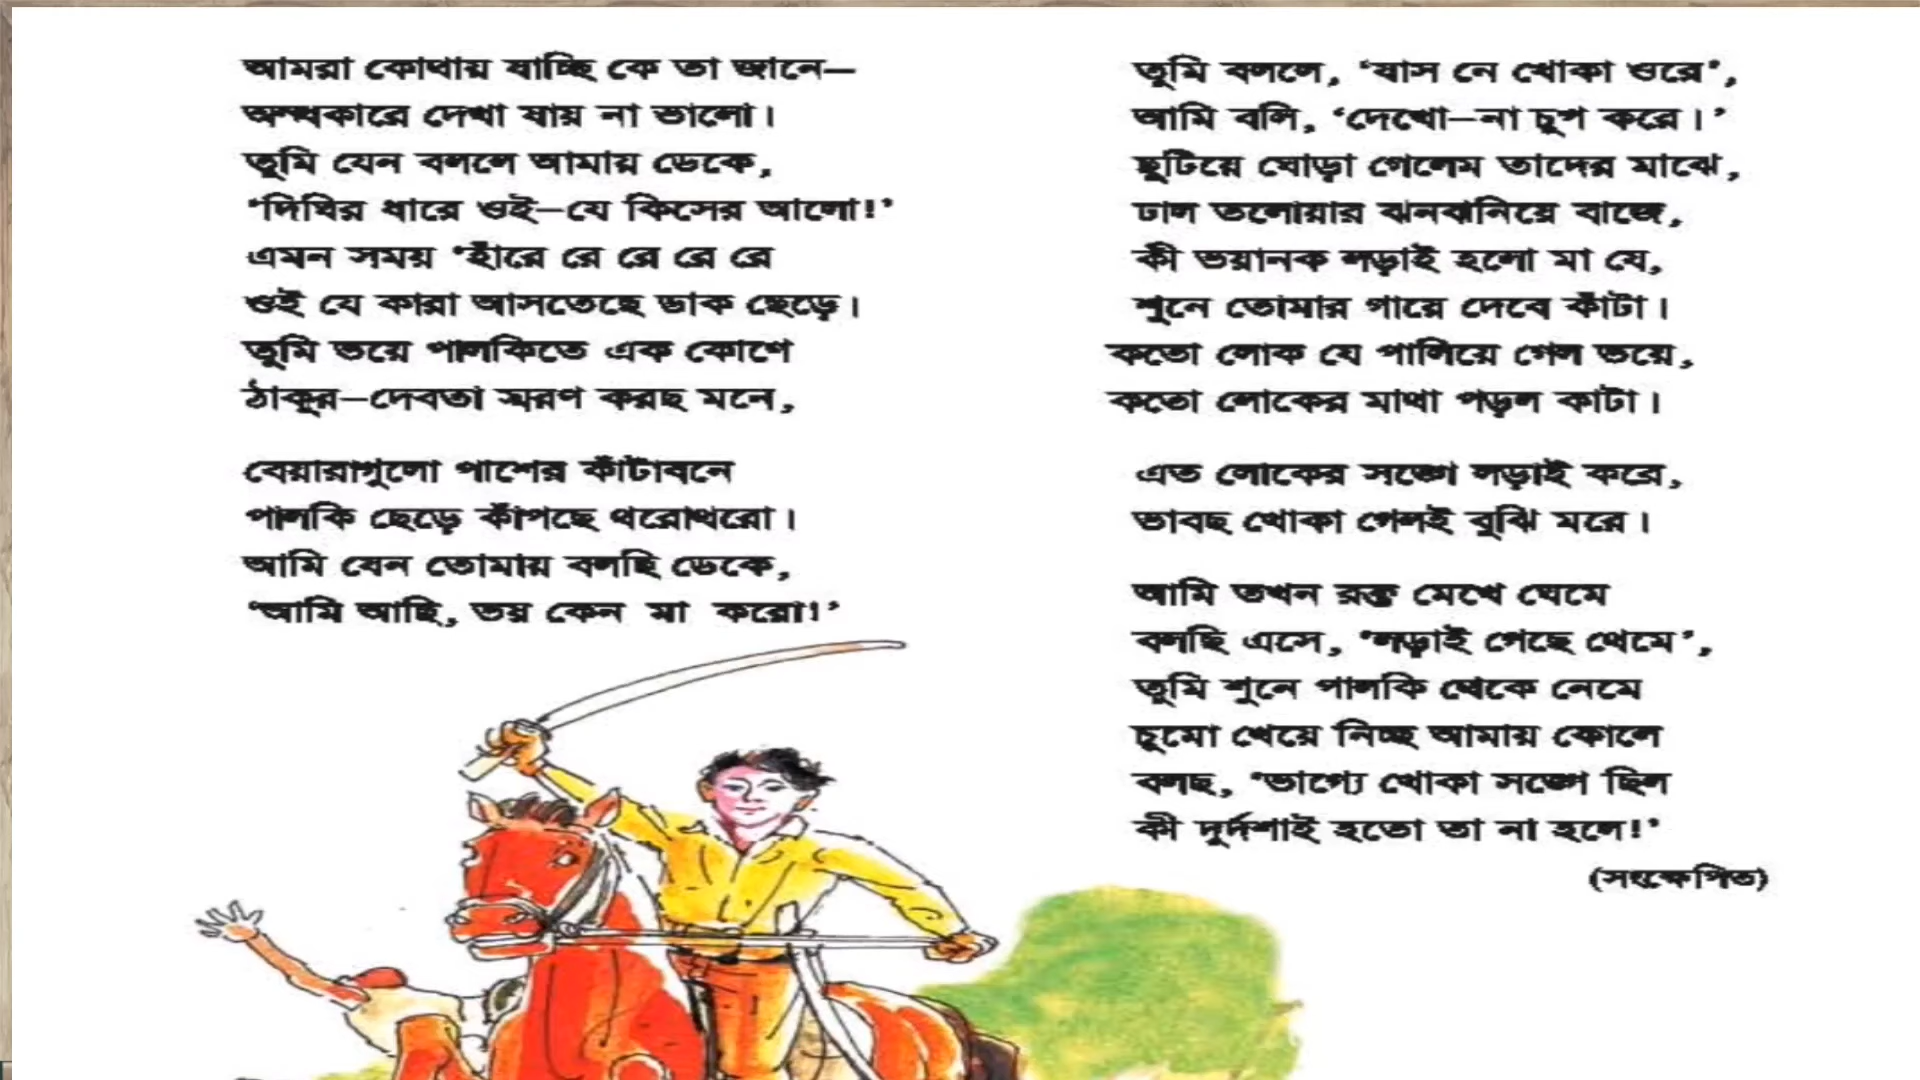 আমরা কোথায় যাচ্ছি কে তা জানে—
অন্ধকারে দেখা যায় না ভালো।
তুমি যেন বললে আমায় ডেকে,
‘দিঘির ধারে ওই—যে কিসের আলো!’
এমন সময় ‘হাঁরে রে রে রে রে
ওই যে কারা আসতেছে ডাক ছেড়ে।
তুমি ভয়ে পালকিতে এক কোণে
ঠাকুর—দেবতা স্মরণ করছ মনে,
বেয়ারাগুলো পাশের কাঁটাবনে
পালকি ছেড়ে কাঁপছে থরোথরো।
আমি যেন তোমায় বলছি ডেকে,
‘আমি আছি, ভয় কেন মা করো!’
তুমি বললে, ‘যাস নে খোকা ওরে’,
আমি বলি, ‘দেখো—না চুপ করে।’
ছুটিয়ে ঘোড়া গেলেম তাদের মাঝে,
ঢাল তলোয়ার ঝনঝনিয়ে বাজে,
কী ভয়ানক লড়াই হলো মা যে,
শুনে তোমার গায়ে দেবে কাঁটা।
কতো লোক যে পালিয়ে গেল ভয়ে,
কতো লোকের মাথা পড়ল কাটা।
এত লোকের সঙ্গে লড়াই করে,
ভাবছ খোকা গেলই বুঝি মরে।
আমি তখন রক্ত মেখে ঘেমে
বলছি এসে, ‘লড়াই গেছে থেমে’,
তুমি শুনে পালকি থেকে নেমে
চুমো খেয়ে নিচ্ছ আমায় কোলে
বলছ, ‘ভাগ্যে খোকা সঙ্গে ছিল
কী দুর্দশাই হতো তা না হলে!’
(সংক্ষেপিত)